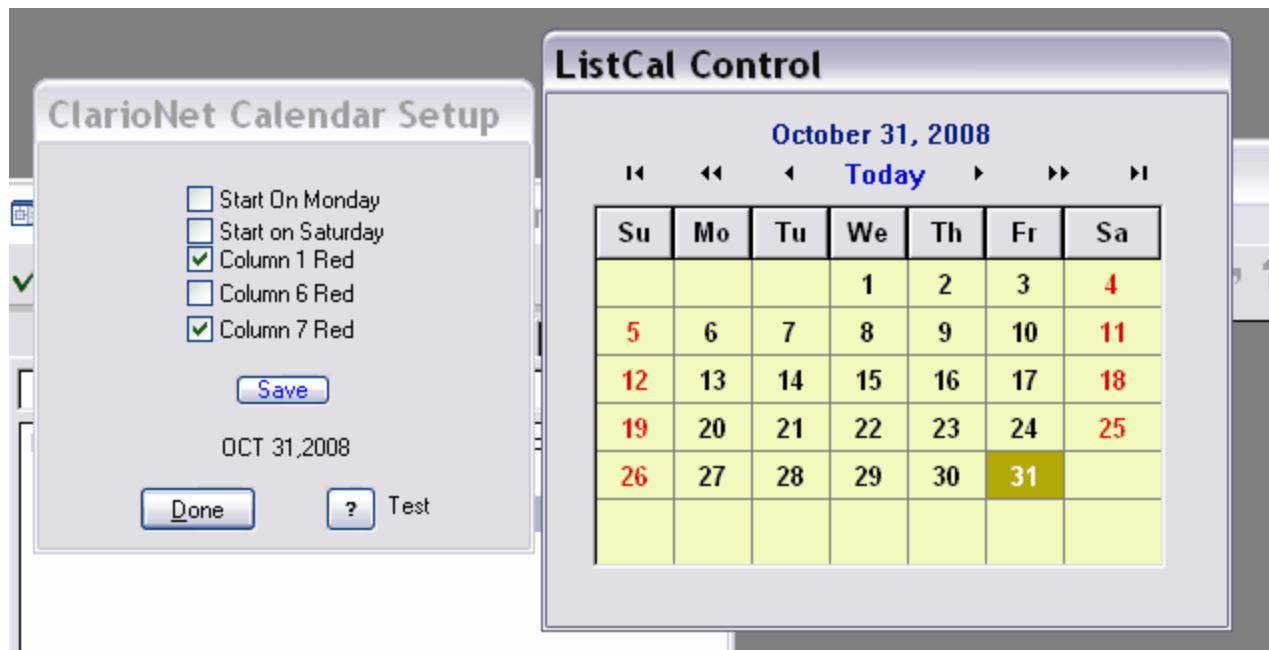 ClarioNet Calendar Setup
Start On Monday
Start on Saturday
Column 1 Red
Column 6 Red
Column 7 Red
Save
OCT 31,2008
Done
? Test
ListCal Control
October 31, 2008
Today
Su Mo Tu We Th Fr Sa
1 2 3 4
5 6 7 8 9 10 11
12 13 14 15 16 17 18
19 20 21 22 23 24 25
26 27 28 29 30 31